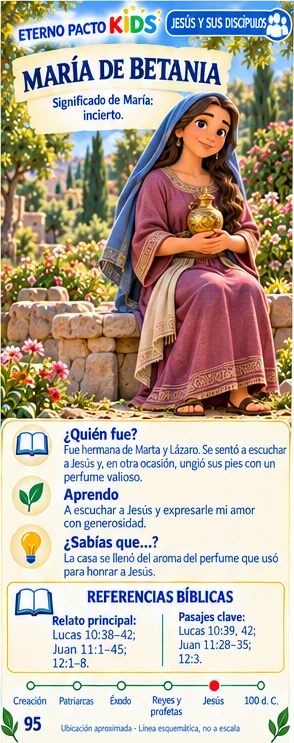 ETERNO PACTO KIDS
JESÚS Y SUS DISCÍPULOS
MARÍA DE BETANIA
Significado de María:
incierto.
¿Quién fue?
Fue hermana de Marta y Lázaro. Se sentó a escuchar
a Jesús y, en otra ocasión, ungió sus pies con un
perfume valioso.
Aprendo
A escuchar a Jesús y expresarle mi amor
con generosidad.
¿Sabías que...?
La casa se llenó del aroma del perfume que usó
para honrar a Jesús.
REFERENCIAS BÍBLICAS
Relato principal:
Lucas 10:38–42;
Juan 11:1–45;
12:1–8.
Pasajes clave:
Lucas 10:39, 42;
Juan 11:28–35;
12:3.
Creación
Patriarcas
Éxodo
Reyes y
profetas
Jesús
100 d. C.
95
Ubicación aproximada - Línea esquemática, no a escala